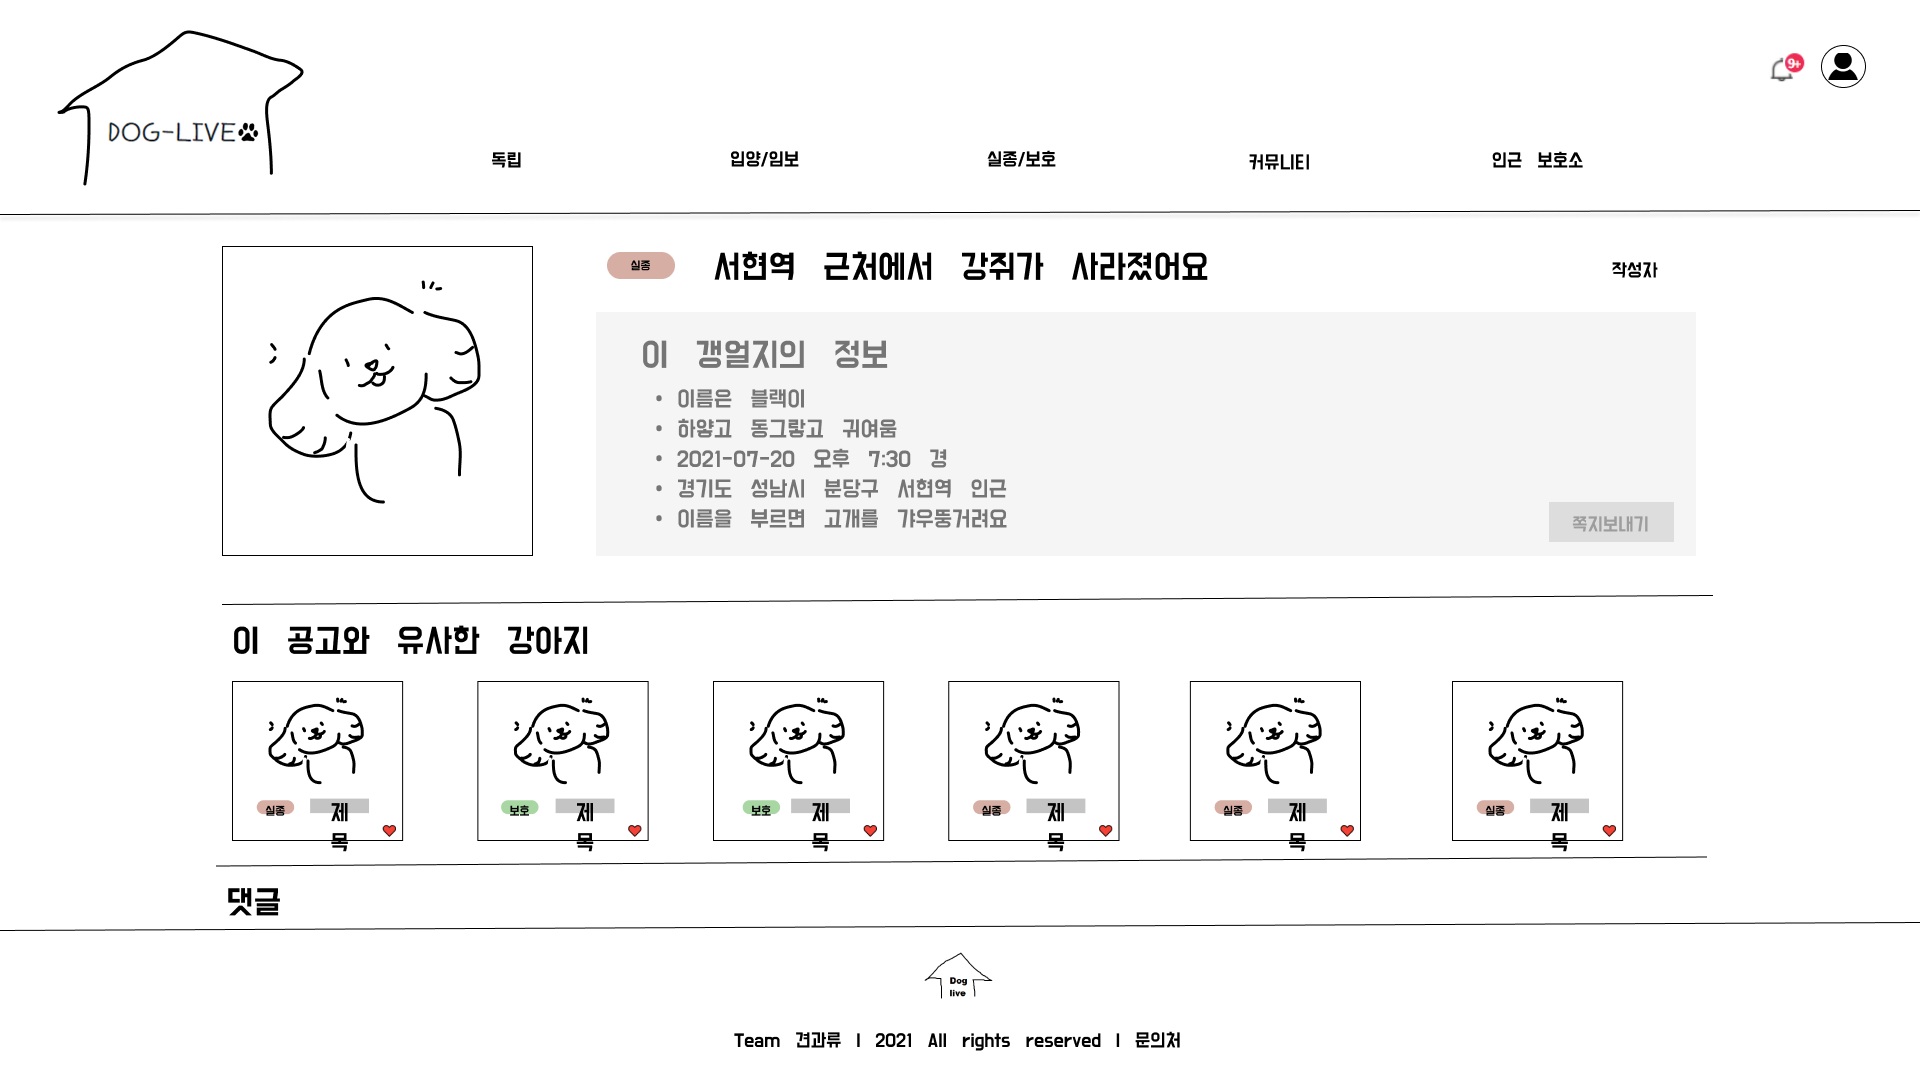 9+
DOG-LIVE
독립
입양/임보
실종/보호
커뮤니티
인근 보호소
실종
서현역 근처에서 강쥐가 사라졌어요
작성자
이 갱얼지의 정보
• 이름은 블랙이
• 하얗고 동그랗고 귀여움
• 2021-07-20 오후 7:30 경
• 경기도 성남시 분당구 서현역 인근
• 이름을 부르면 고개를 갸우뚱거려요
쪽지보내기
이 공고와 유사한 강아지
실종
제
목
보호
제
목
보호
제
목
실종
제
목
실종
제
목
실종
제
목
댓글
Dog
live
Team 견과류 | 2021 All rights reserved | 문의처